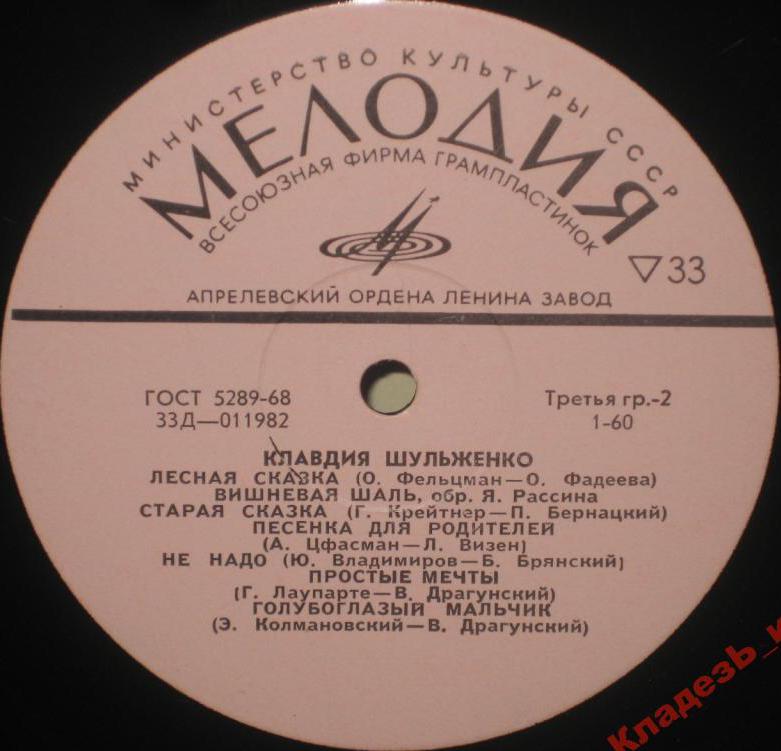 МИНИСТЕРСТВО КУЛЬТУРЫ СССР
МЕЛОДИЯ
ВСЕСОЮЗНАЯ ФИРМА ГРАМПЛАСТИНОК
33
АПРЕЛЕВСКИЙ ОРДЕНА ЛЕНИНА ЗАВОД
ГОСТ 5289-68
33Д—011982
Третья гр.-2
1-60
КЛАВДИЯ ШУЛЬЖЕНКО
ЛЕСНАЯ СКАЗКА (О. Фельцман—О. Фадеева)
ВИШНЕВАЯ ШАЛЬ, обр. Я. Рассина
СТАРАЯ СКАЗКА (Г. Крейтнер—П. Бернацкий)
ПЕСЕНКА ДЛЯ РОДИТЕЛЕЙ
(А. Цфасман—Л. Визен)
НЕ НАДО (Ю. Владимиров—Б. Брянский)
ПРОСТЫЕ МЕЧТЫ
(Г. Лаупарте—В. Драгунский)
ГОЛУБОГЛАЗЫЙ МАЛЬЧИК
(Э. Колмановский—В. Драгунский)